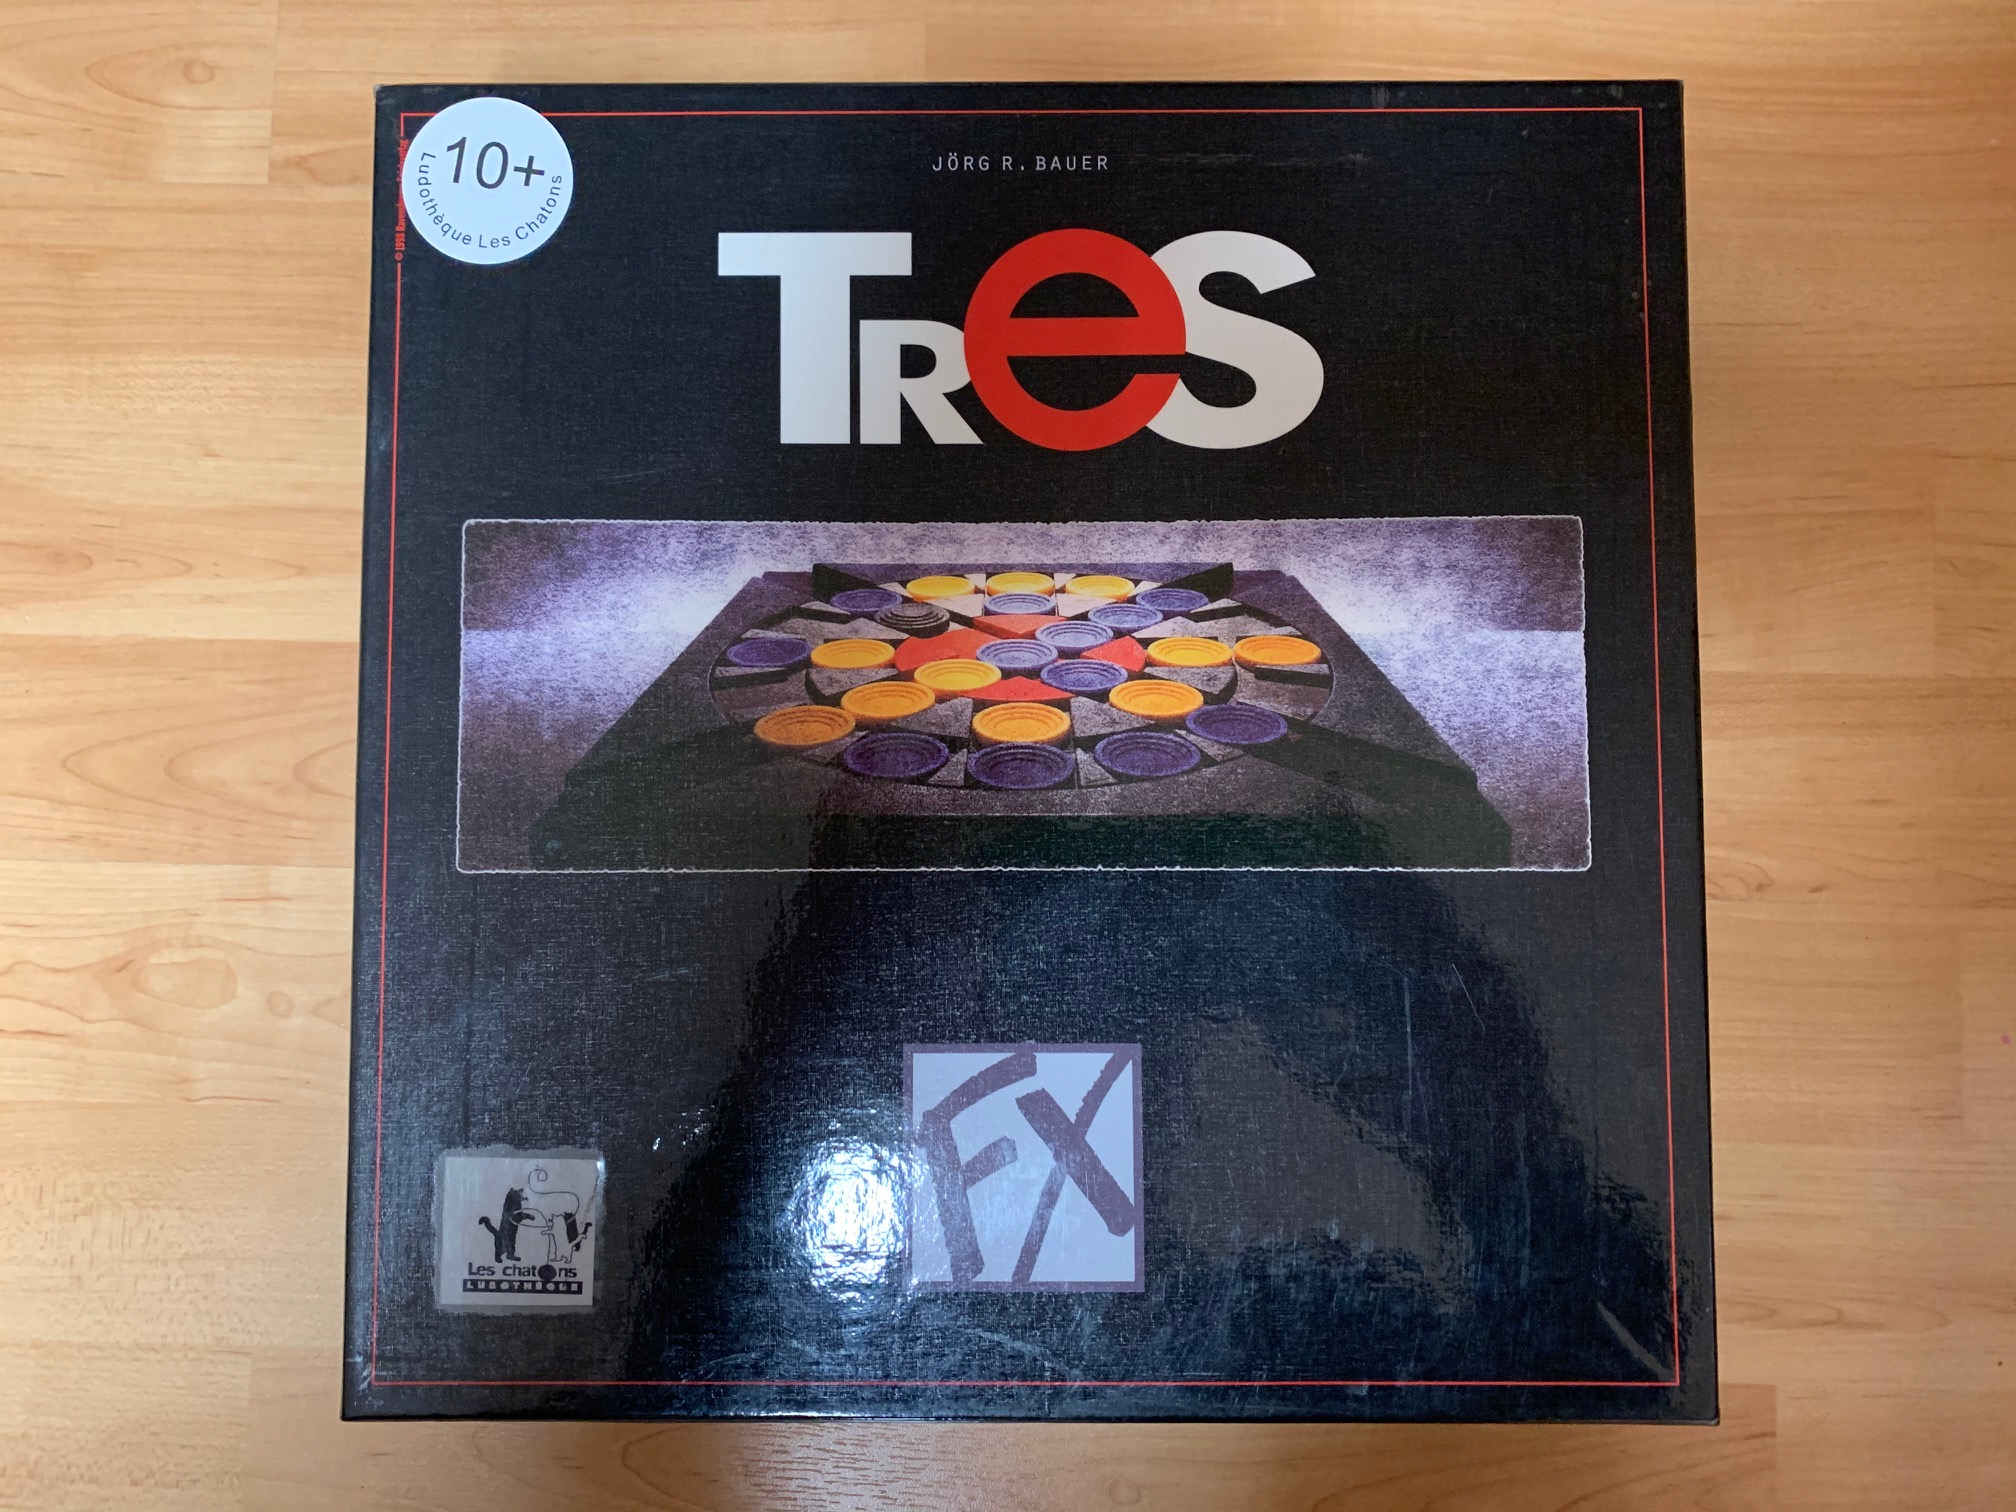 10+
Ludothèque Les Chatons
JÖRG R. BAUER
TReS
FX
Les chatons
LUDOTHÈQUE